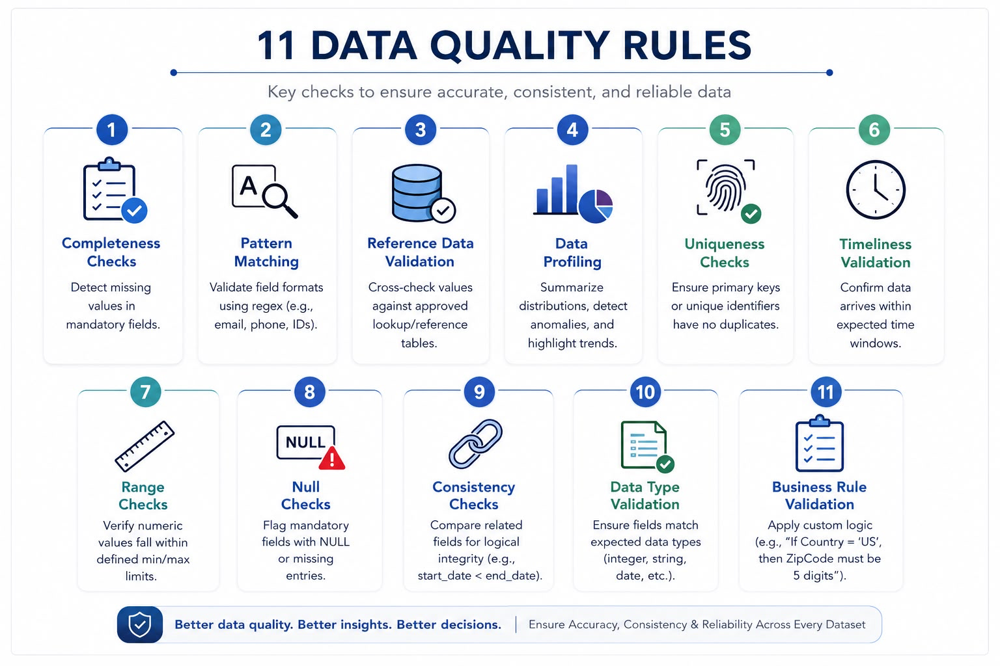 11 DATA QUALITY RULES
Key checks to ensure accurate, consistent, and reliable data
1
Completeness
Checks
Detect missing
values in
mandatory fields.
2
A
Pattern
Matching
Validate field formats
using regex (e.g.,
email, phone, IDs).
3
Reference Data
Validation
Cross-check values
against approved
lookup/reference
tables.
4
Data
Profiling
Summarize
distributions, detect
anomalies, and
highlight trends.
5
Uniqueness
Checks
Ensure primary keys
or unique identifiers
have no duplicates.
6
Timeliness
Validation
Confirm data
arrives within
expected time
windows.
7
Range
Checks
Verify numeric
values fall within
defined min/max
limits.
8
NULL
Null
Checks
Flag mandatory
fields with NULL
or missing
entries.
9
Consistency
Checks
Compare related
fields for logical
integrity (e.g.,
start_date < end_date).
10
Data Type
Validation
Ensure fields match
expected data types
(integer, string,
date, etc.).
11
Business Rule
Validation
Apply custom logic
(e.g., “If Country = ‘US’,
then ZipCode must be
5 digits”).
Better data quality. Better insights. Better decisions.
Ensure Accuracy, Consistency & Reliability Across Every Dataset